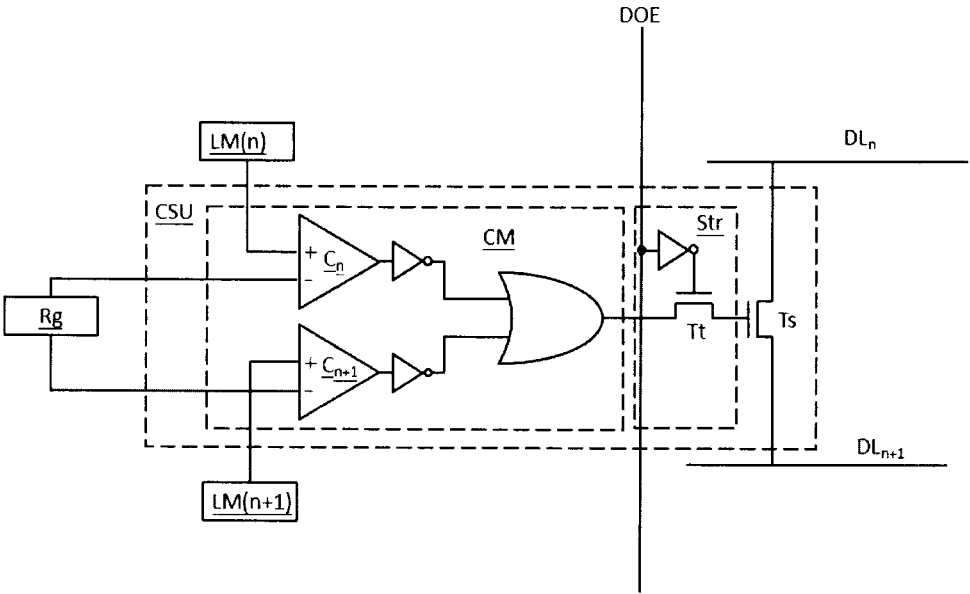 DOE
LM(n)
DLₙ
CSU
CM
Str
+
Cₙ
-
Rg
Tt
Ts
+
Cₙ₊₁
-
DLₙ₊₁
LM(n+1)